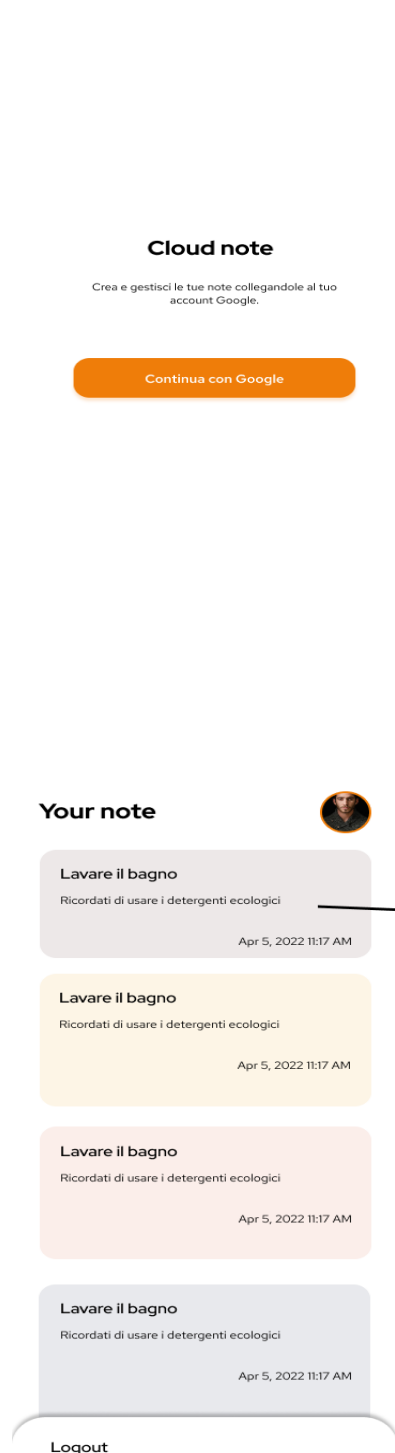 Cloud note
Crea e gestisci le tue note collegandole al tuo
account Google.
Continua con Google
Your note
Lavare il bagno
Ricordati di usare i detergenti ecologici
Apr 5, 2022 11:17 AM
Lavare il bagno
Ricordati di usare i detergenti ecologici
Apr 5, 2022 11:17 AM
Lavare il bagno
Ricordati di usare i detergenti ecologici
Apr 5, 2022 11:17 AM
Lavare il bagno
Ricordati di usare i detergenti ecologici
Apr 5, 2022 11:17 AM
Logout